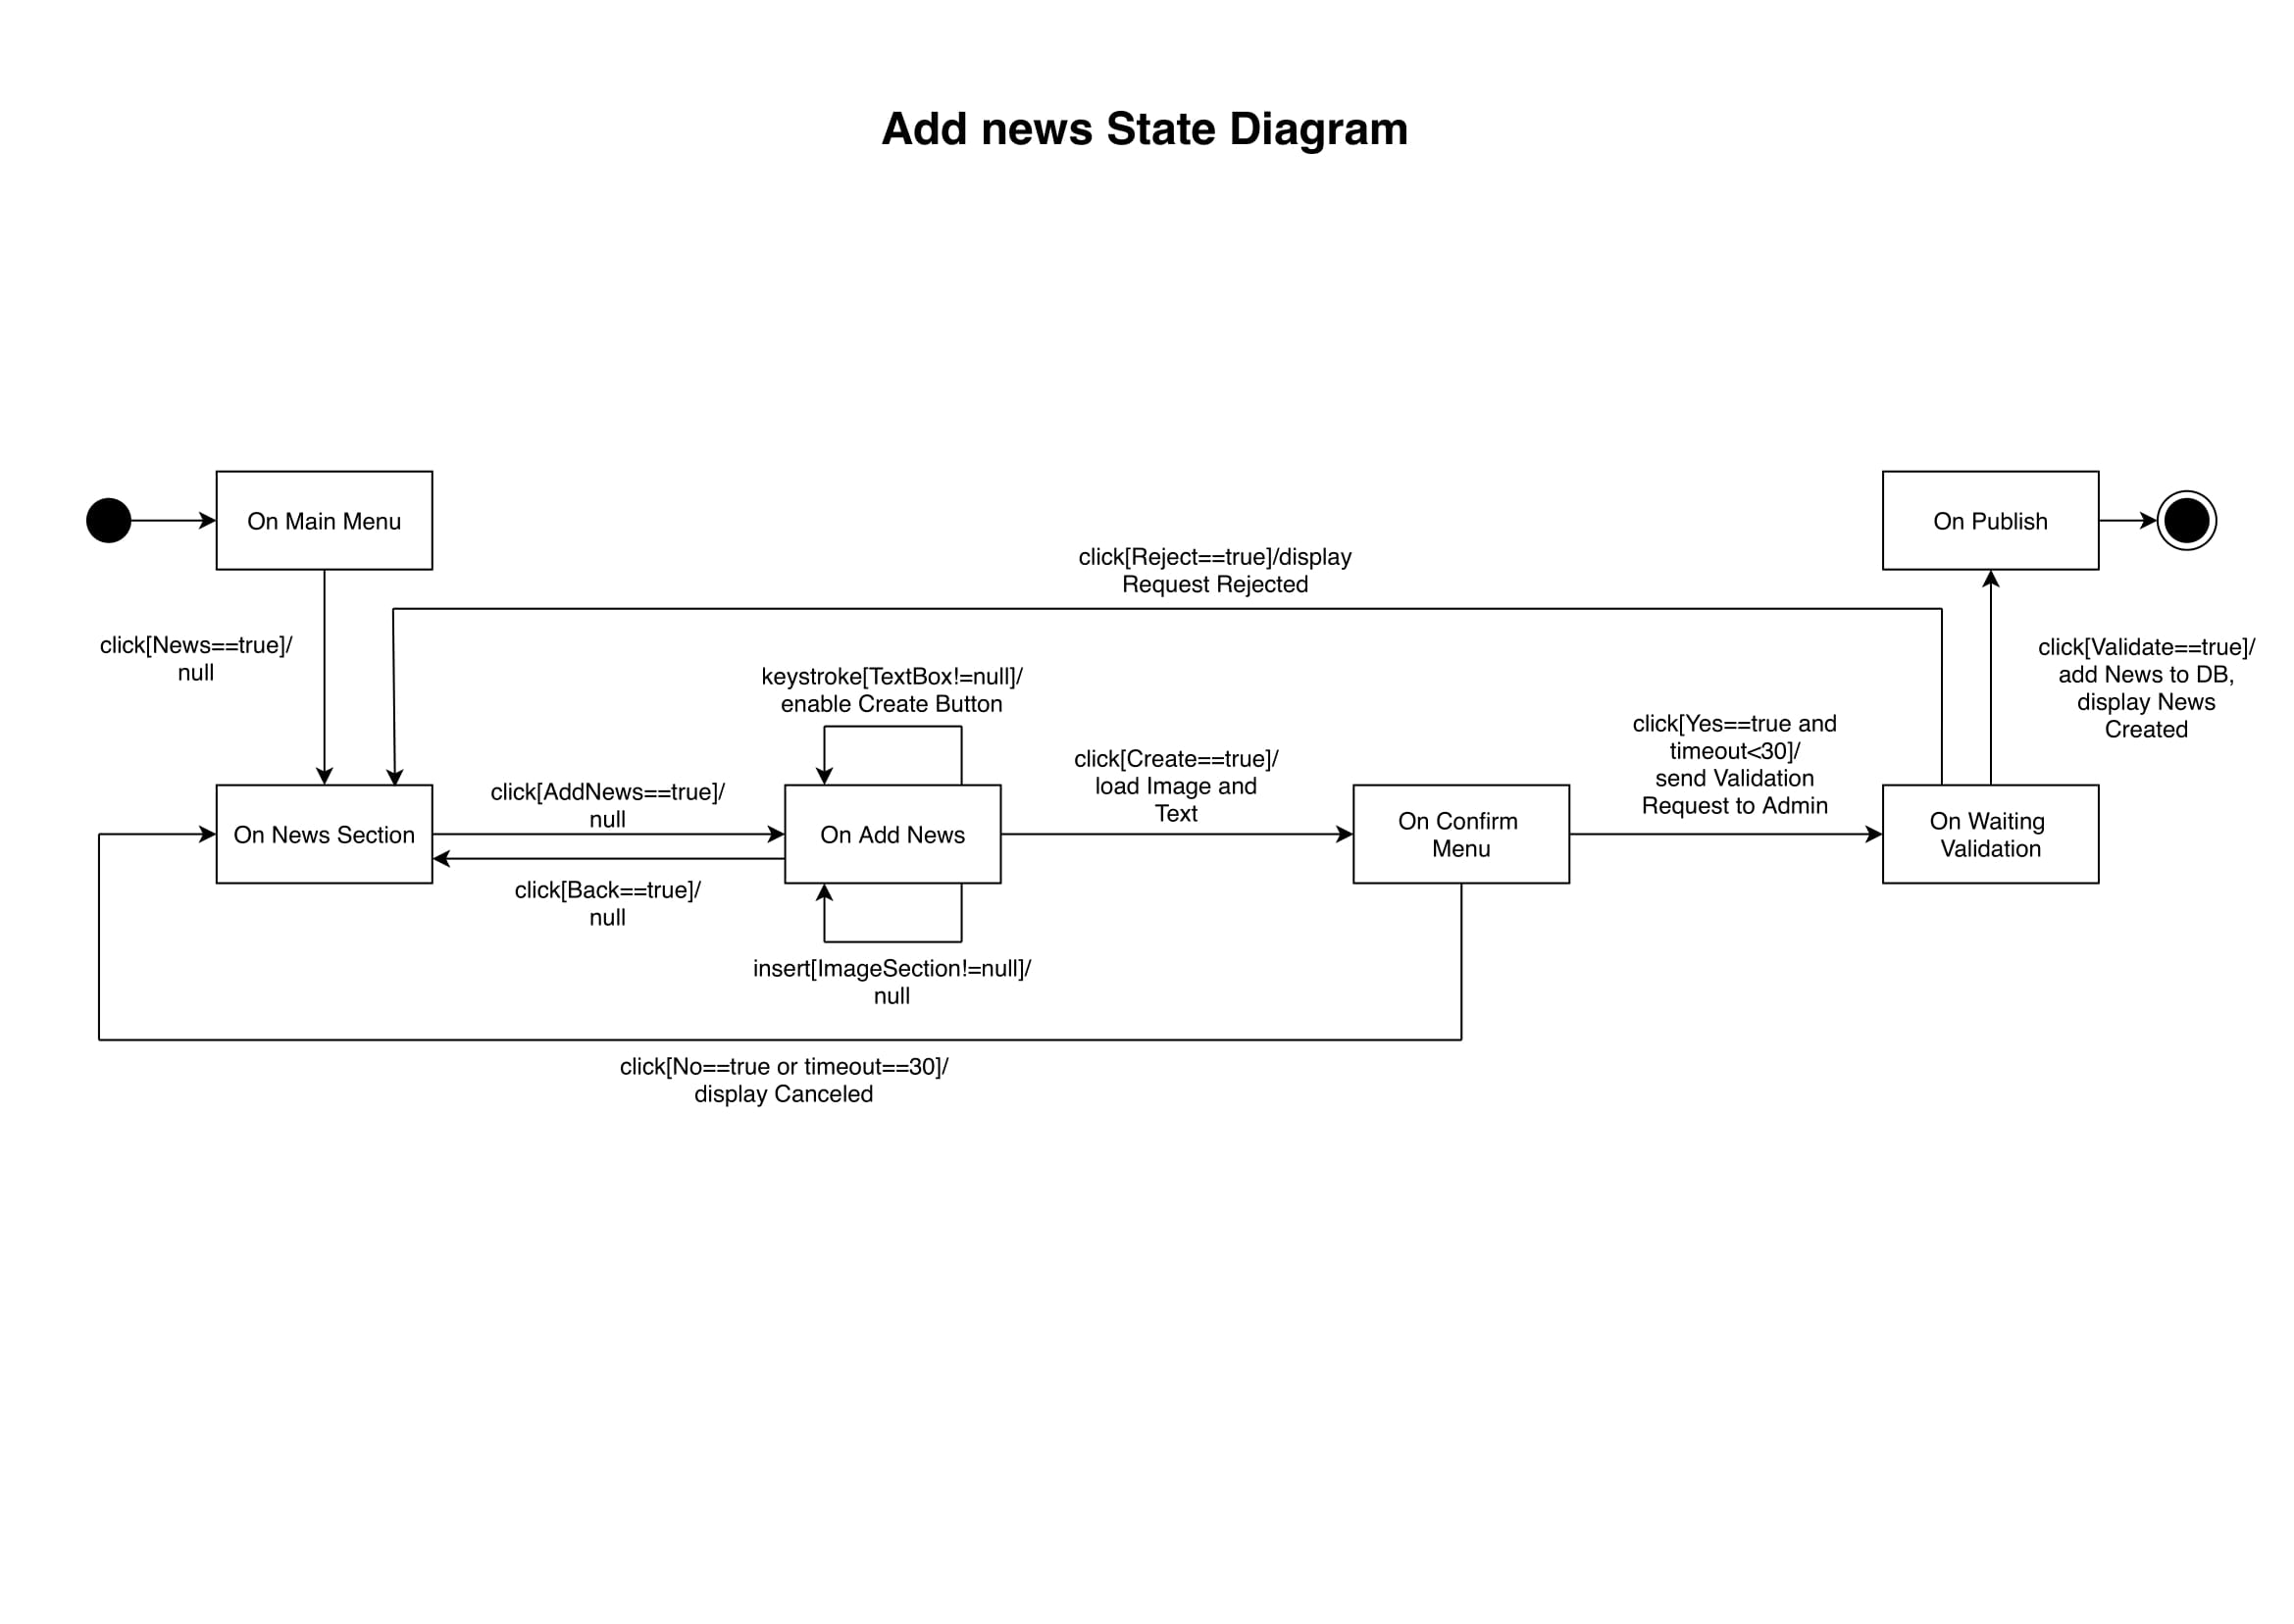 Add news State Diagram
On Main Menu
On Publish
click[Reject==true]/display
Request Rejected
click[News==true]/
null
click[Validate==true]/
add News to DB,
display News
Created
keystroke[TextBox!=null]/
enable Create Button
click[Yes==true and
timeout<30]/
send Validation
Request to Admin
click[Create==true]/
load Image and
Text
click[AddNews==true]/
null
On News Section
On Add News
On Confirm
Menu
On Waiting
Validation
click[Back==true]/
null
insert[ImageSection!=null]/
null
click[No==true or timeout==30]/
display Canceled